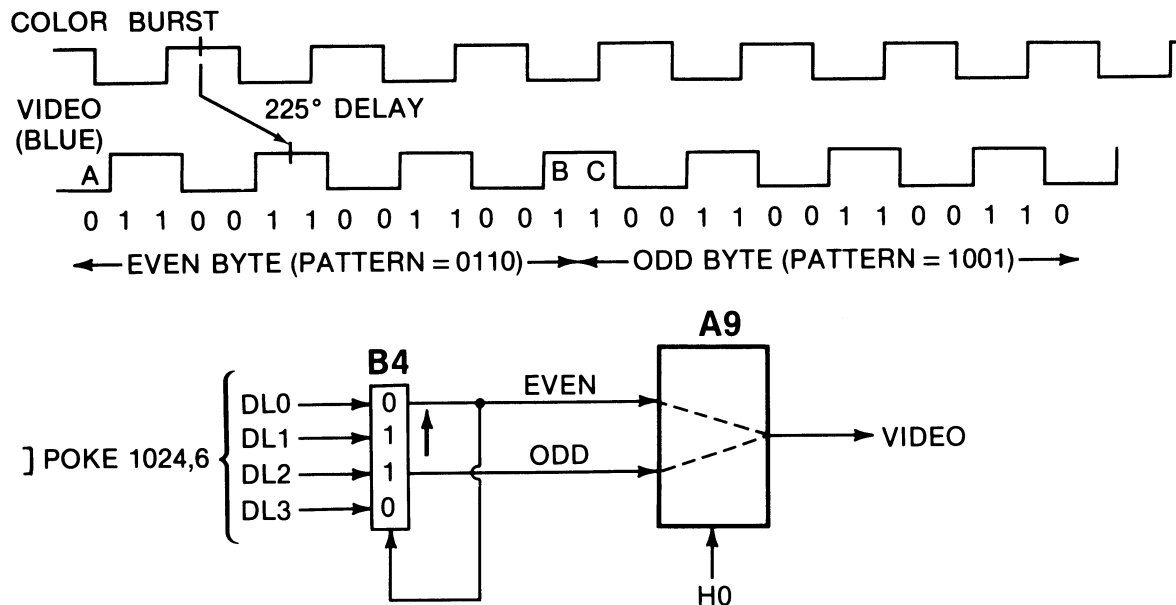 COLOR BURST
VIDEO
(BLUE)
225° DELAY
A
B C
0 1 1 0 0 1 1 0 0 1 1 0 0 1 1 0 0 1 1 0 0 1 1 0 0 1 1 0
EVEN BYTE (PATTERN = 0110)
ODD BYTE (PATTERN = 1001)
A9
B4
] POKE 1024,6
DL0
DL1
DL2
DL3
0
1
1
0
EVEN
ODD
VIDEO
H0